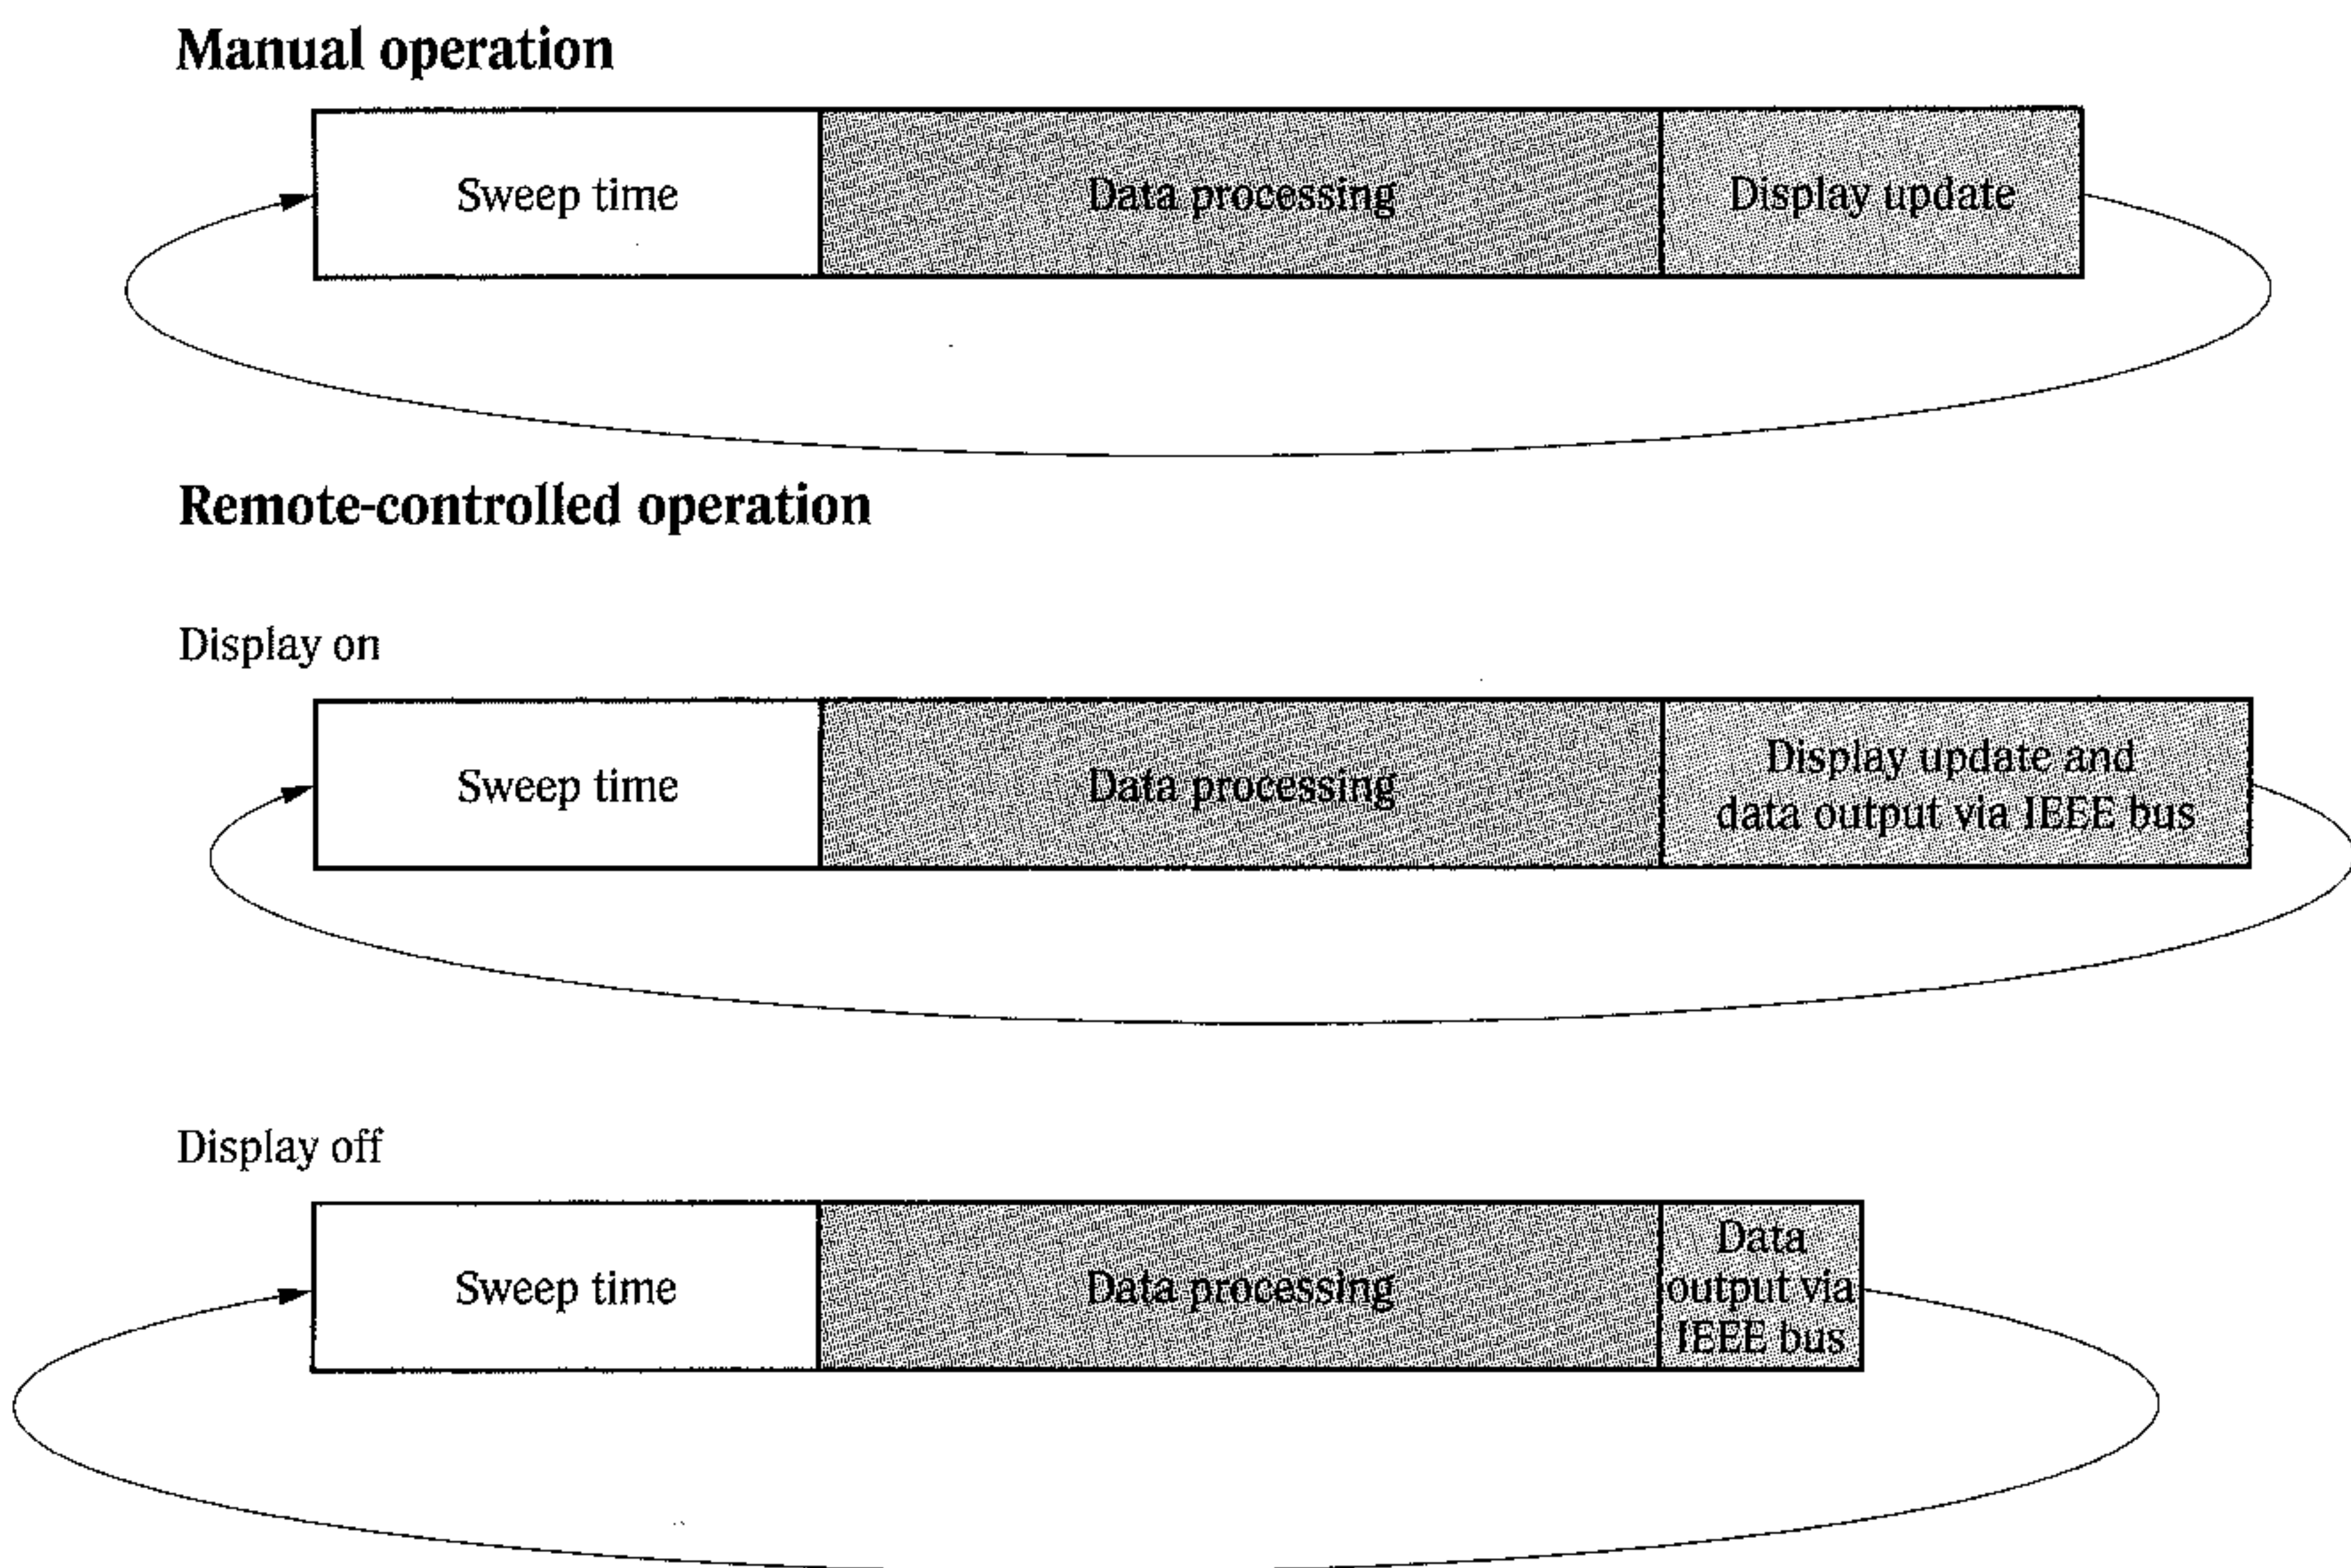 Manual operation
Sweep time
Data processing
Display update
Remote-controlled operation
Display on
Sweep time
Data processing
Display update and
data output via IEEE bus
Display off
Sweep time
Data processing
Data
output via
IEEE bus